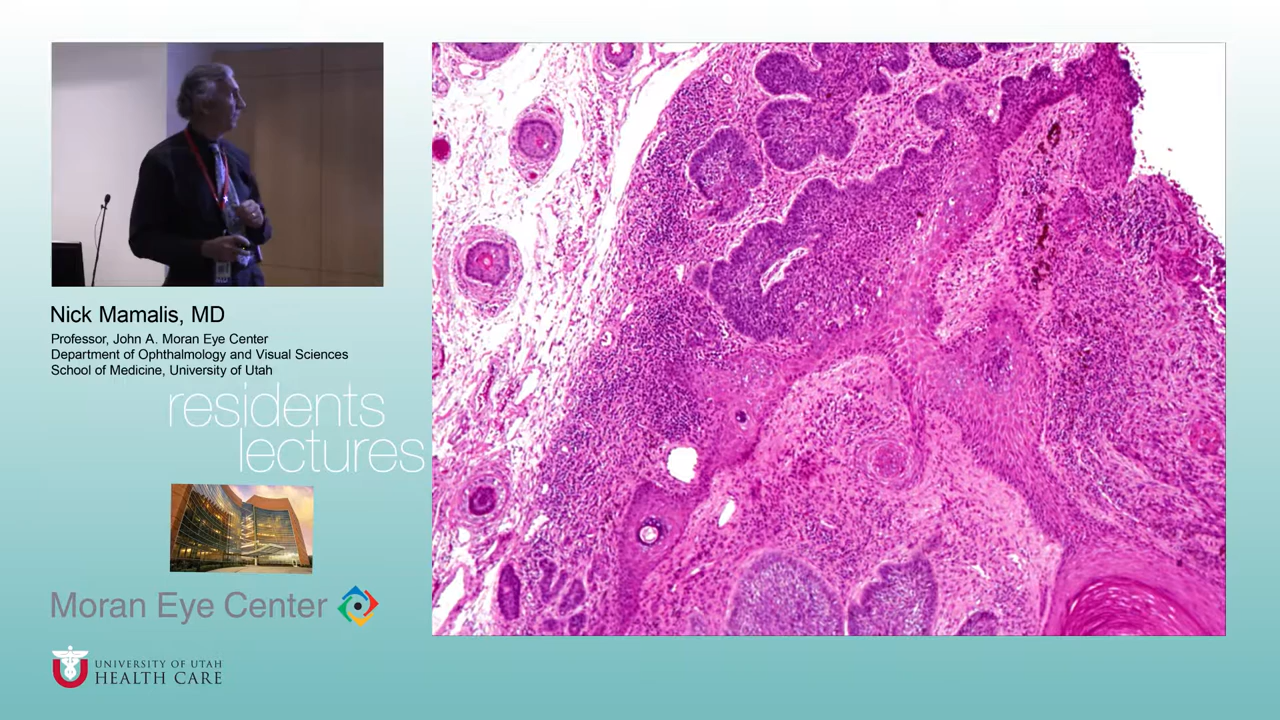 Nick Mamalis, MD
Professor, John A. Moran Eye Center
Department of Ophthalmology and Visual Sciences
School of Medicine, University of Utah
residents
lectures
Moran Eye Center
UNIVERSITY OF UTAH
HEALTH CARE